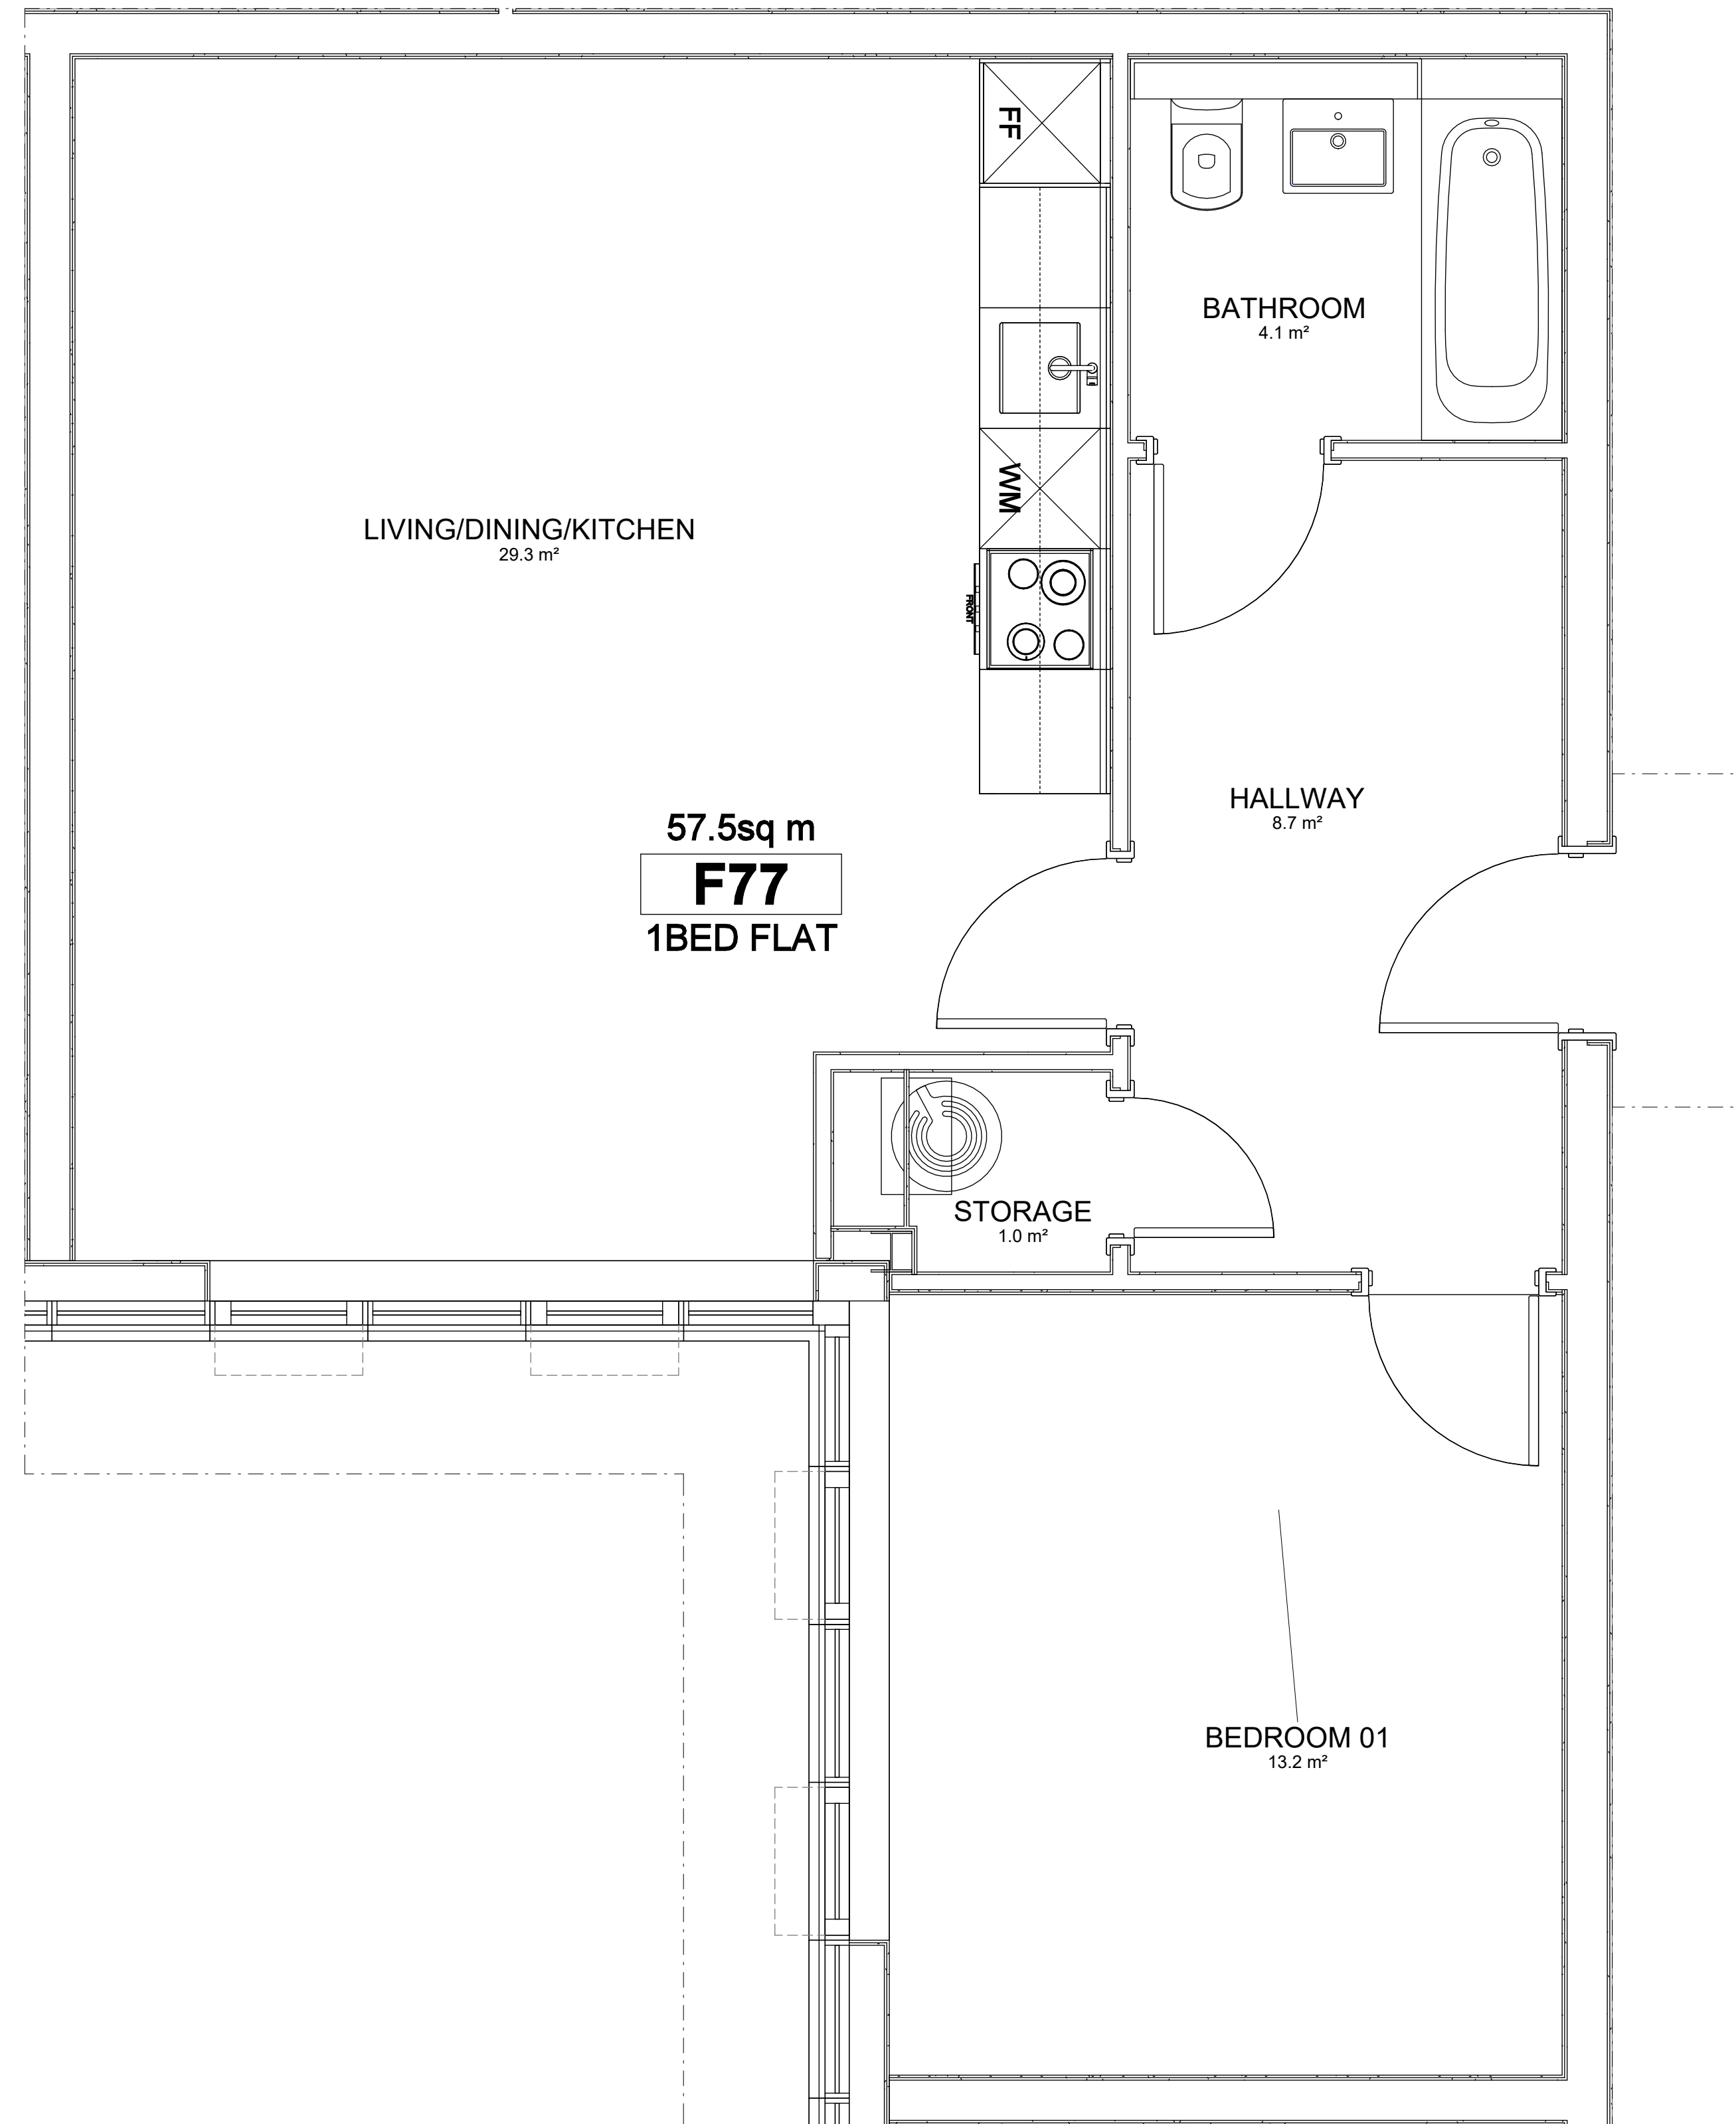 FF
BATHROOM
4.1 m²
WM
LIVING/DINING/KITCHEN
29.3 m²
FRONT
HALLWAY
8.7 m²
57.5sq m
F77
1BED FLAT
STORAGE
1.0 m²
BEDROOM 01
13.2 m²